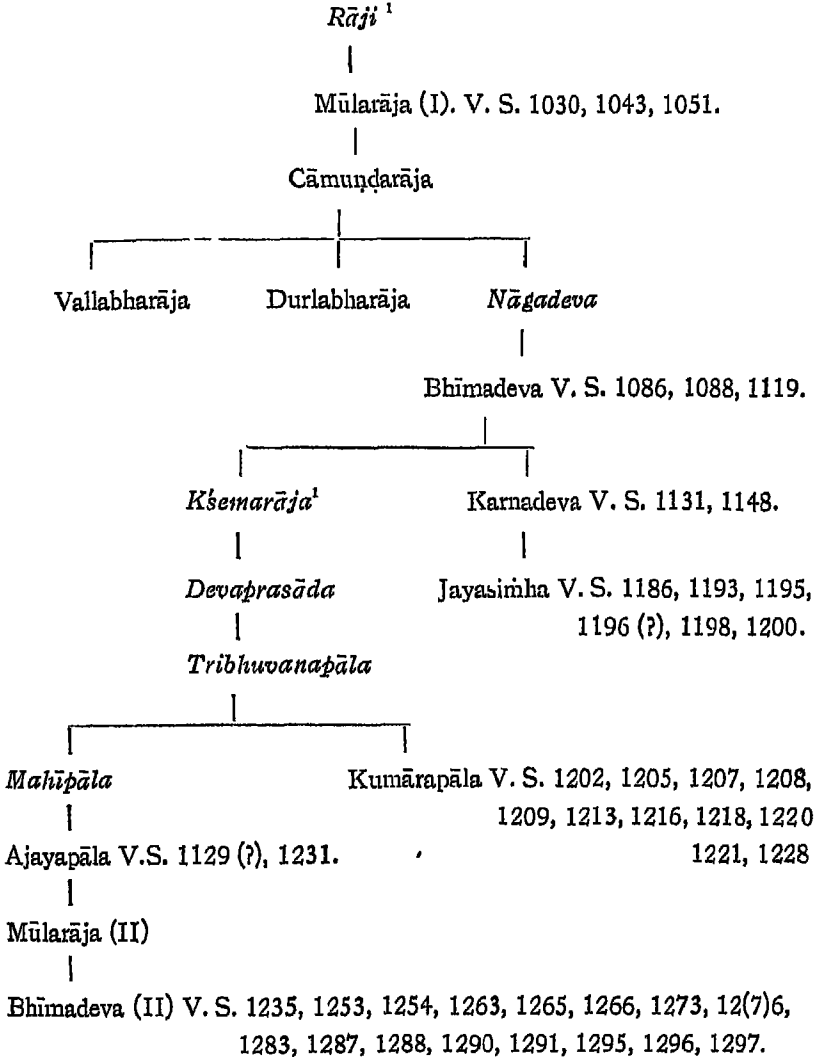 Rāji ¹
Mūlarāja (I). V. S. 1030, 1043, 1051.
Cāmuṇḍarāja
Vallabharāja Durlabharāja Nāgadeva
Bhīmadeva V. S. 1086, 1088, 1119.
Kṣemarāja¹ Karnadeva V. S. 1131, 1148.
Devaprasāda Jayasiṁha V. S. 1186, 1193, 1195,
1196 (?), 1198, 1200.
Tribhuvanapāla
Mahīpāla Kumārapāla V. S. 1202, 1205, 1207, 1208,
1209, 1213, 1216, 1218, 1220
Ajayapāla V.S. 1129 (?), 1231. 1221, 1228
Mūlarāja (II)
Bhīmadeva (II) V. S. 1235, 1253, 1254, 1263, 1265, 1266, 1273, 12(7)6,
1283, 1287, 1288, 1290, 1291, 1295, 1296, 1297.